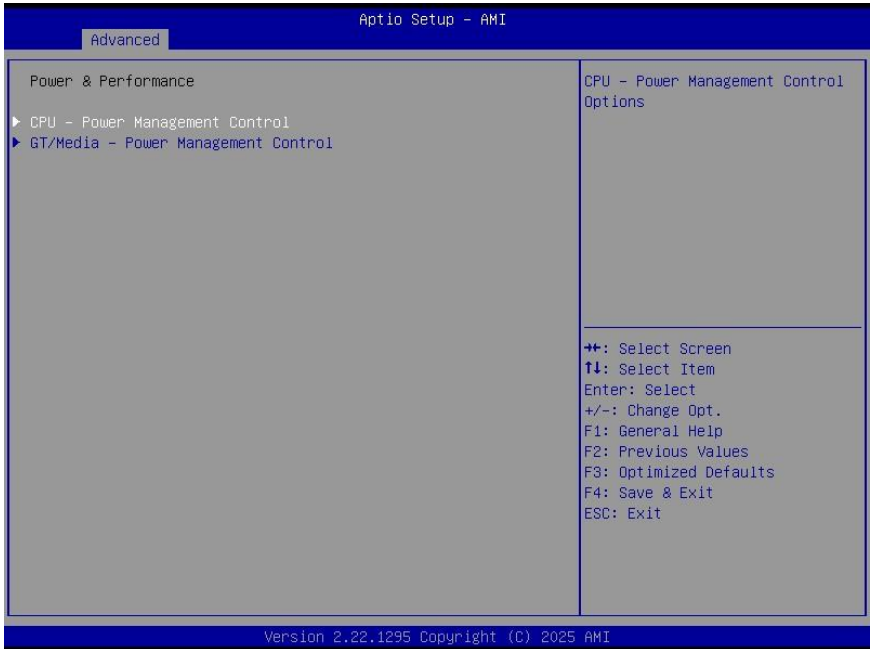 Aptio Setup – AMI
Advanced
Power & Performance
▶ CPU – Power Management Control
▶ GT/Media – Power Management Control
CPU – Power Management Control
Options
→←: Select Screen
↑↓: Select Item
Enter: Select
+/-: Change Opt.
F1: General Help
F2: Previous Values
F3: Optimized Defaults
F4: Save & Exit
ESC: Exit
Version 2.22.1295 Copyright (C) 2025 AMI